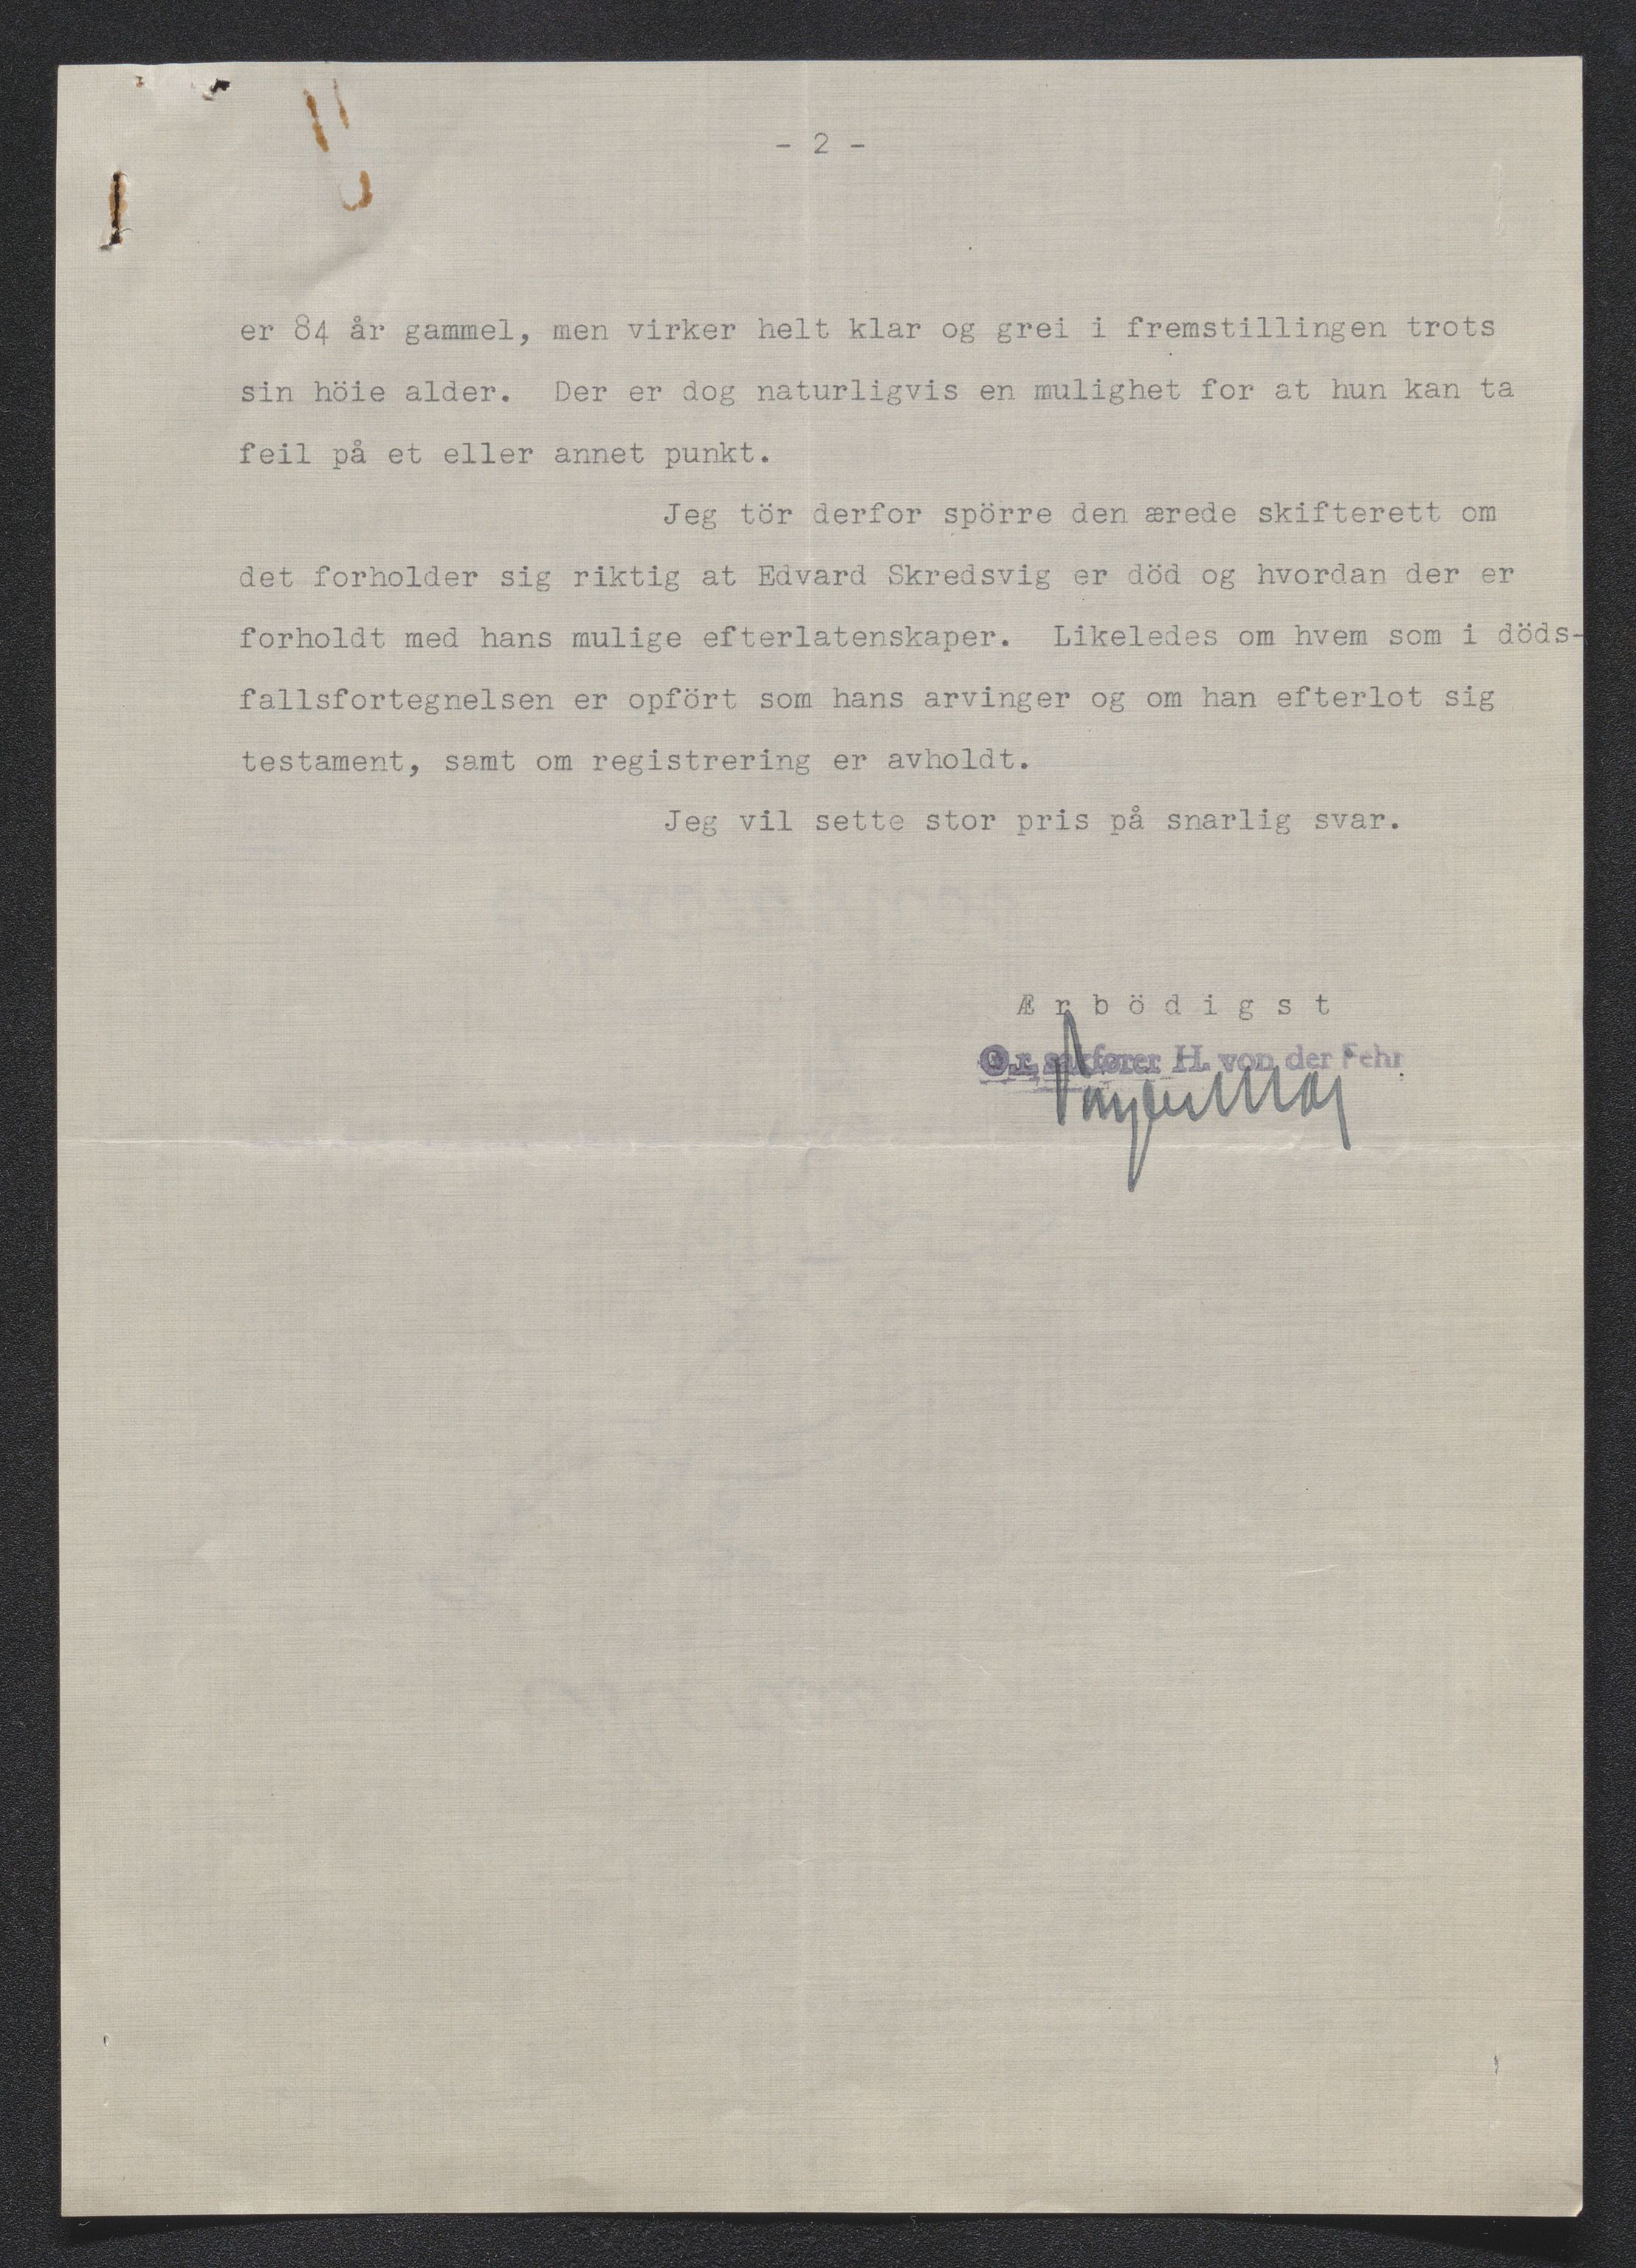 - 2 -
er 84 år gammel, men virker helt klar og grei i fremstillingen trots
sin höie alder. Der er dog naturligvis en mulighet for at hun kan ta
feil på et eller annet punkt.
Jeg tör derfor spörre den ærede skifterett om
det forholder sig riktig at Edvard Skredsvig er död og hvordan der er
forholdt med hans mulige efterlatenskaper. Likeledes om hvem som i döds-
fallsfortegnelsen er opfört som hans arvinger og om han efterlot sig
testament, samt om registrering er avholdt.
Jeg vil sette stor pris på snarlig svar.
Æ r b ö d i g s t
O.r. sakfører H. von der Fehr